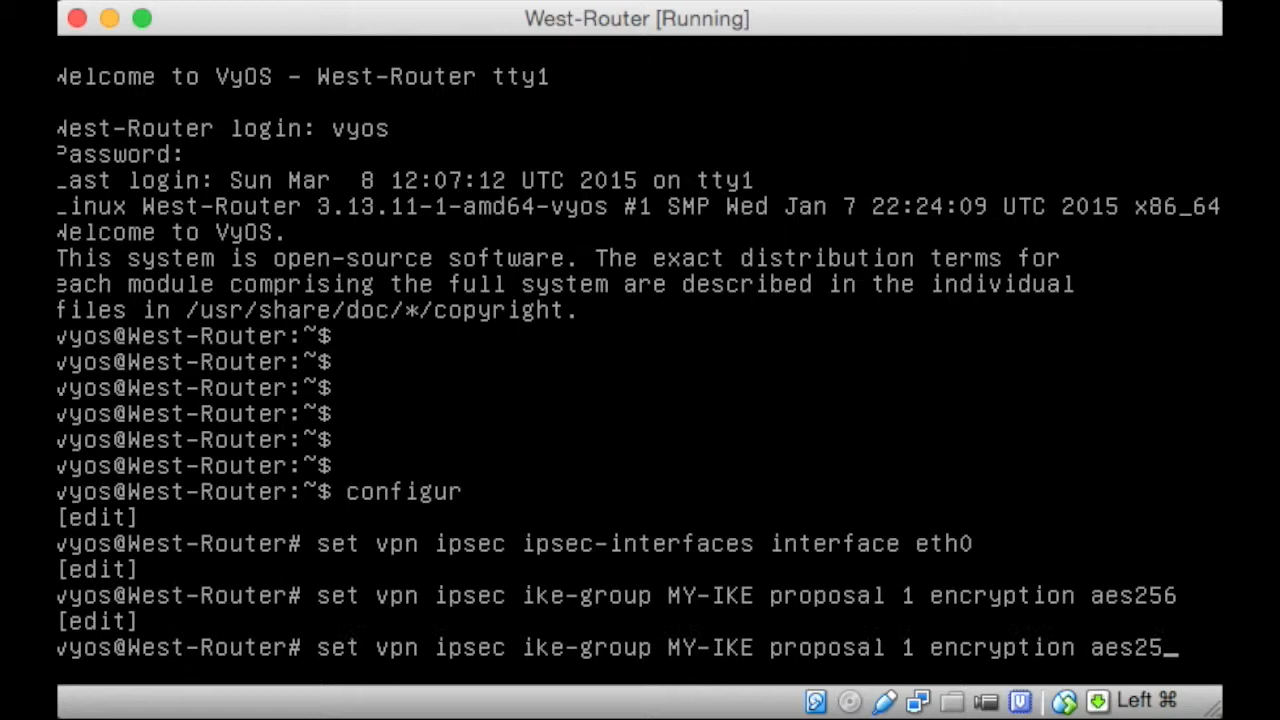 West-Router [Running]
Welcome to VyOS - West-Router tty1
West-Router login: vyos
Password:
Last login: Sun Mar  8 12:07:12 UTC 2015 on tty1
Linux West-Router 3.13.11-1-amd64-vyos #1 SMP Wed Jan 7 22:24:09 UTC 2015 x86_64
Welcome to VyOS.
This system is open-source software. The exact distribution terms for
each module comprising the full system are described in the individual
files in /usr/share/doc/*/copyright.
vyos@West-Router:~$
vyos@West-Router:~$
vyos@West-Router:~$
vyos@West-Router:~$
vyos@West-Router:~$
vyos@West-Router:~$
vyos@West-Router:~$ configur
[edit]
vyos@West-Router# set vpn ipsec ipsec-interfaces interface eth0
[edit]
vyos@West-Router# set vpn ipsec ike-group MY-IKE proposal 1 encryption aes256
[edit]
vyos@West-Router# set vpn ipsec ike-group MY-IKE proposal 1 encryption aes25_
Left ⌘